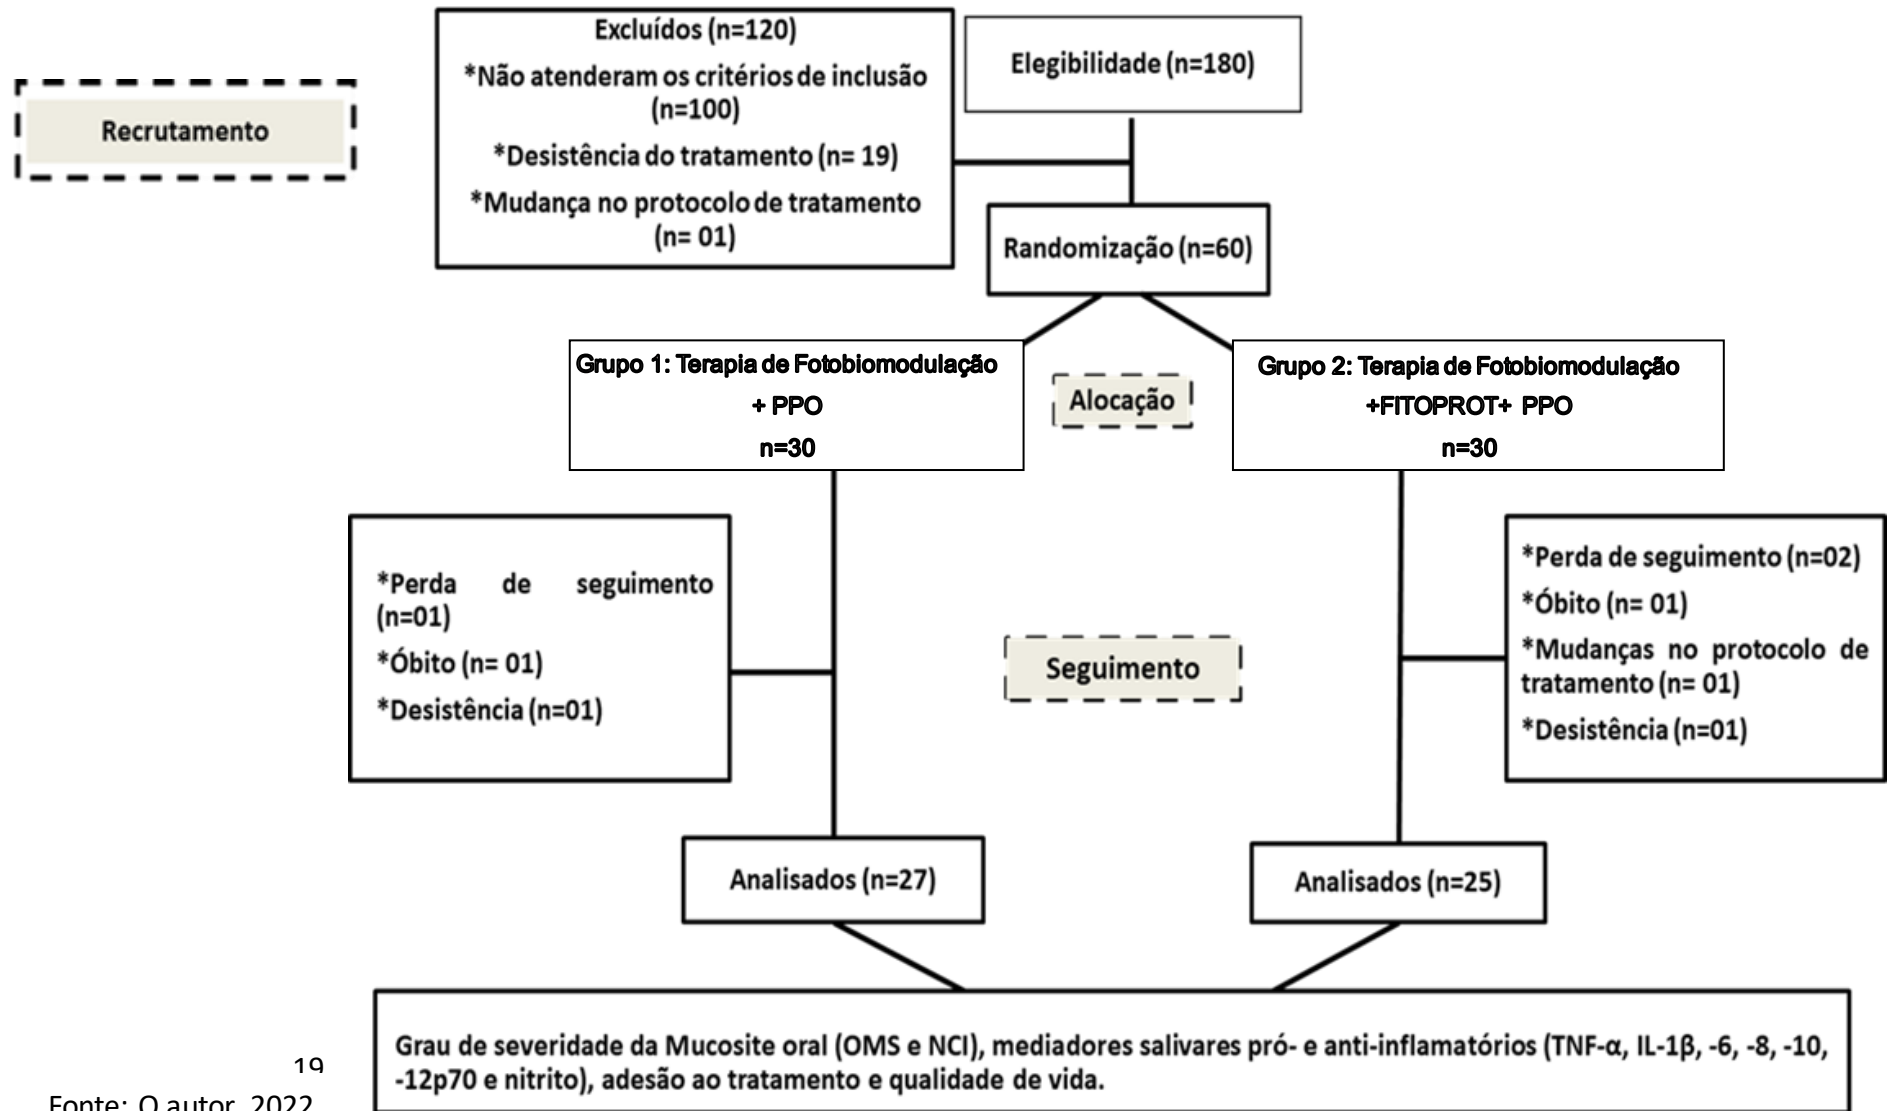 Excluídos (n=120)
*Não atenderam os critérios de inclusão
(n=100)
*Desistência do tratamento (n= 19)
*Mudança no protocolo de tratamento
(n= 01)
Elegibilidade (n=180)
Recrutamento
Randomização (n=60)
Grupo 1: Terapia de Fotobiomodulação
+ PPO
n=30
Alocação
Grupo 2: Terapia de Fotobiomodulação
+FITOPROT+ PPO
n=30
*Perda de seguimento
(n=01)
*Óbito (n= 01)
*Desistência (n=01)
Seguimento
*Perda de seguimento (n=02)
*Óbito (n= 01)
*Mudanças no protocolo de
tratamento (n= 01)
*Desistência (n=01)
Analisados (n=27)
Analisados (n=25)
Grau de severidade da Mucosite oral (OMS e NCI), mediadores salivares pró- e anti-inflamatórios (TNF-α, IL-1β, -6, -8, -10,
-12p70 e nitrito), adesão ao tratamento e qualidade de vida.
19
Fonte: O autor, 2022